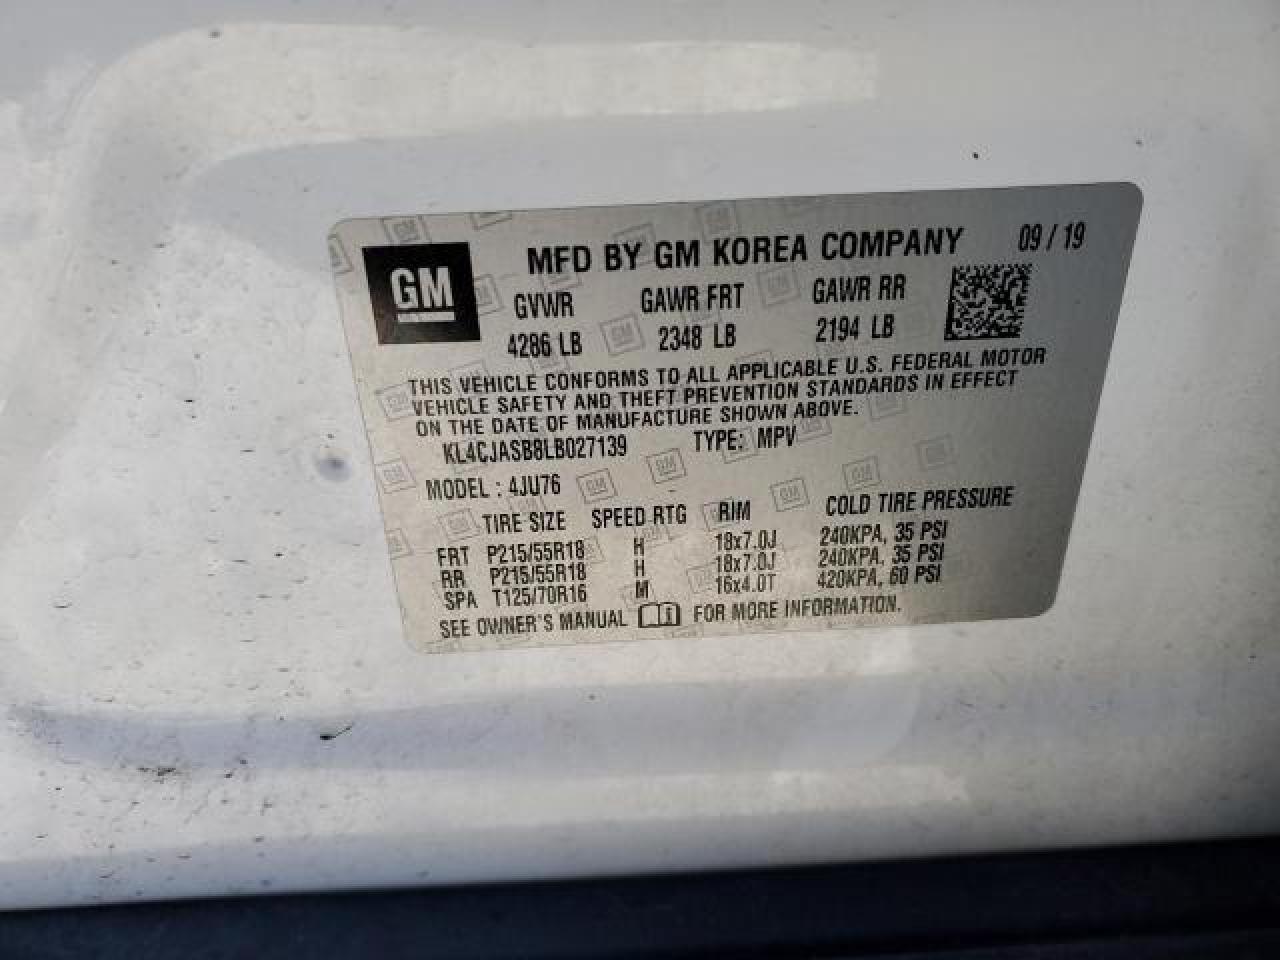 GM
MFD BY GM KOREA COMPANY 09 / 19
GVWR GAWR FRT GAWR RR
4286 LB 2348 LB 2194 LB
THIS VEHICLE CONFORMS TO ALL APPLICABLE U.S. FEDERAL MOTOR
VEHICLE SAFETY AND THEFT PREVENTION STANDARDS IN EFFECT
ON THE DATE OF MANUFACTURE SHOWN ABOVE.
KL4CJASB8LB027139 TYPE: MPV
MODEL : 4JU76
TIRE SIZE SPEED RTG RIM COLD TIRE PRESSURE
FRT P215/55R18 H 18x7.0J 240KPA, 35 PSI
RR P215/55R18 H 18x7.0J 240KPA, 35 PSI
SPA T125/70R16 M 16x4.0T 420KPA, 60 PSI
SEE OWNER'S MANUAL FOR MORE INFORMATION.